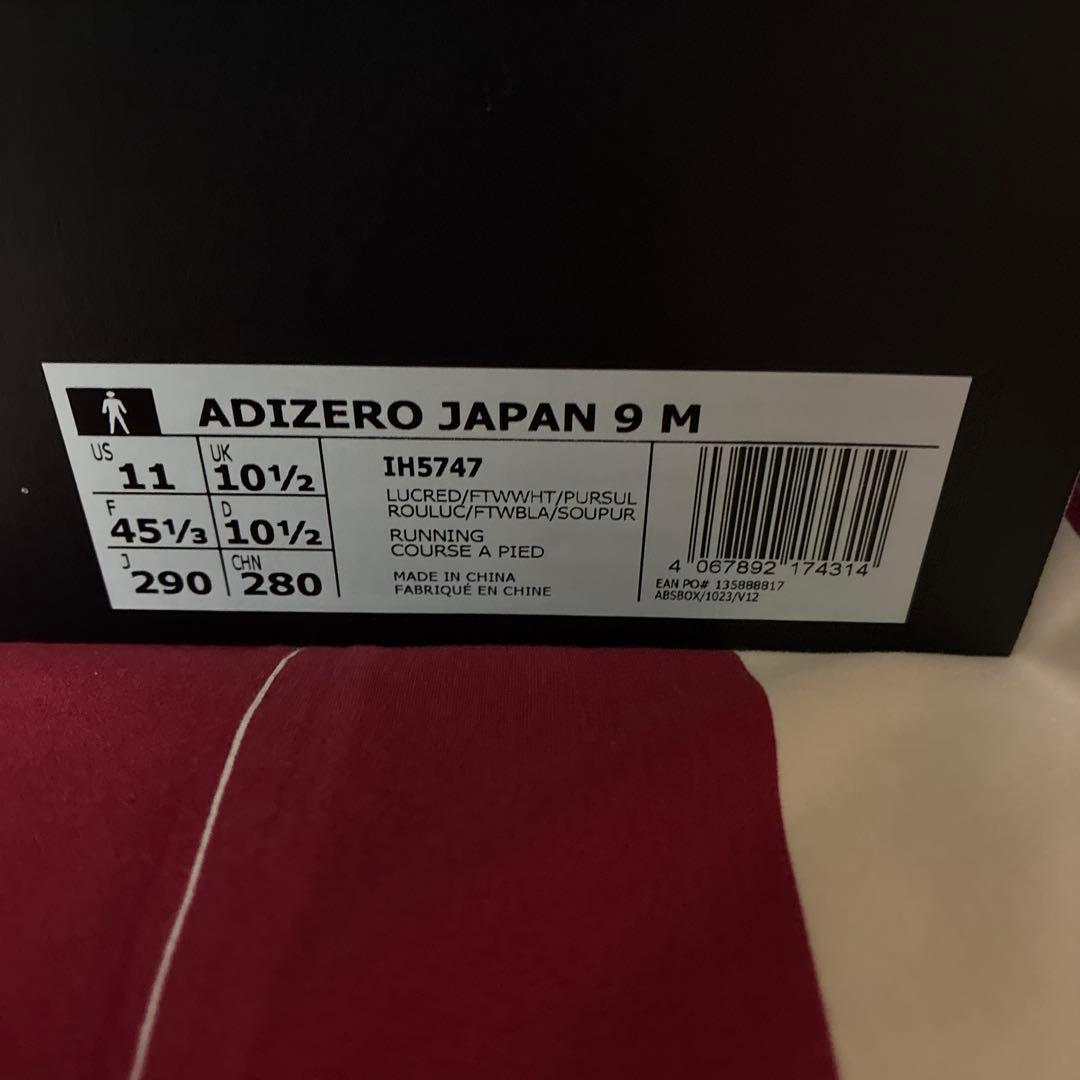 ADIZERO JAPAN 9 M
US 11
UK 10½
F 45⅓
D 10½
J 290
CHN 280
IH5747
LUCRED/FTWWHT/PURSUL
ROULUC/FTWBLA/SOUPUR
RUNNING
COURSE A PIED
MADE IN CHINA
FABRIQUÉ EN CHINE
4 067892 174314
EAN PO# 135888817
ABSBOX/1023/V12